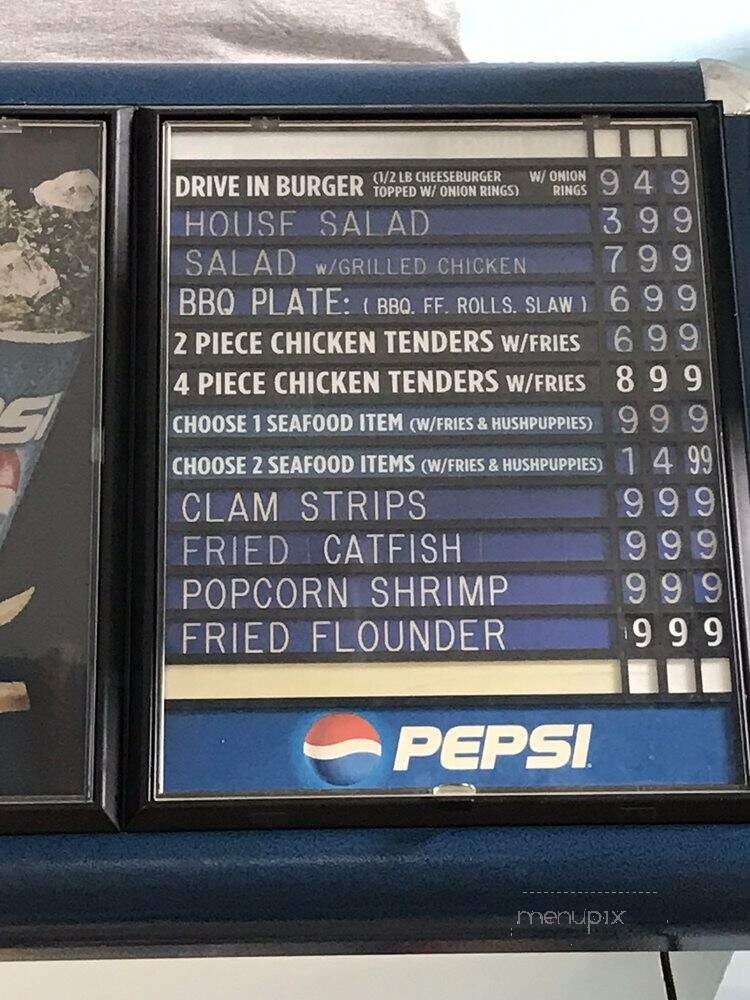 DRIVE IN BURGER (1/2 LB CHEESEBURGER TOPPED W/ ONION RINGS) W/ ONION RINGS 9 4 9
HOUSE SALAD 3 9 9
SALAD W/GRILLED CHICKEN 7 9 9
BBQ PLATE: ( BBQ. FF. ROLLS. SLAW ) 6 9 9
2 PIECE CHICKEN TENDERS W/FRIES 6 9 9
4 PIECE CHICKEN TENDERS W/FRIES 8 9 9
CHOOSE 1 SEAFOOD ITEM (W/FRIES & HUSHPUPPIES) 9 9 9
CHOOSE 2 SEAFOOD ITEMS (W/FRIES & HUSHPUPPIES) 1 4 99
CLAM STRIPS 9 9 9
FRIED CATFISH 9 9 9
POPCORN SHRIMP 9 9 9
FRIED FLOUNDER 9 9 9
PEPSI
menupix